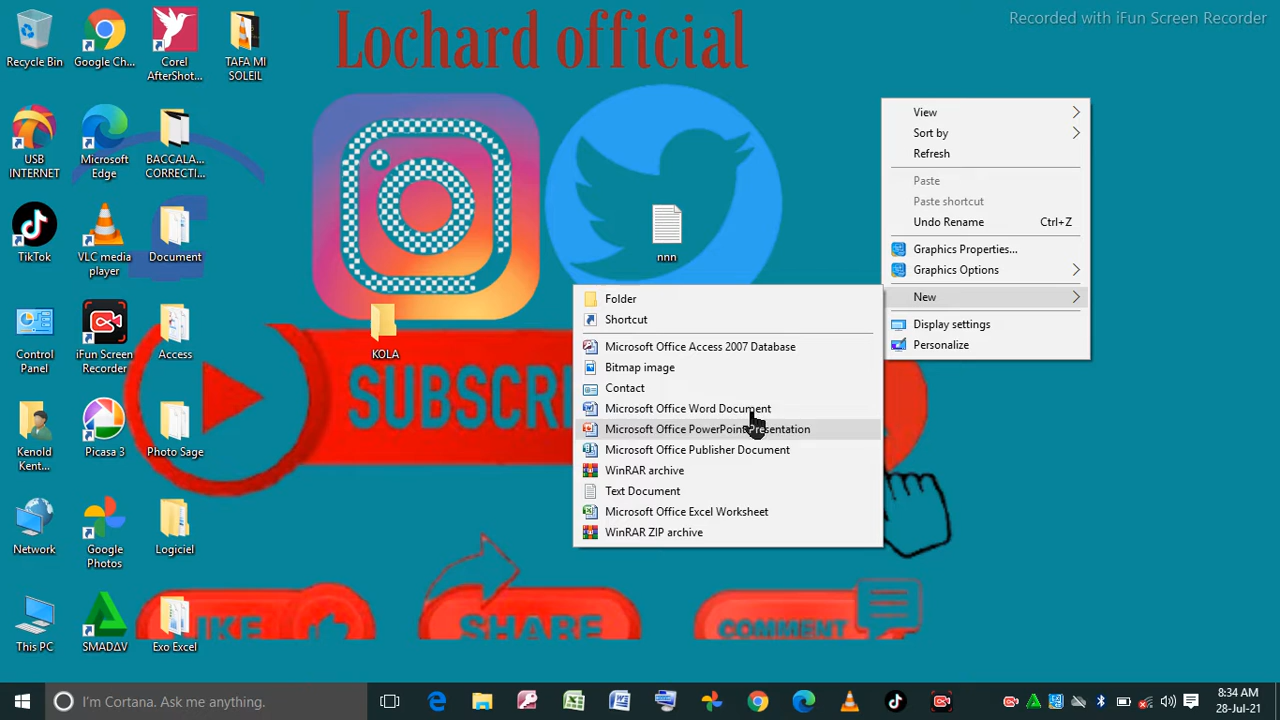 Recorded with iFun Screen Recorder
Lochard official
Recycle Bin
Google Ch...
Corel
AfterShot...
TAFA MI
SOLEIL
USB
INTERNET
Microsoft
Edge
BACCALA...
CORRECTI...
TikTok
VLC media
player
Document
nnn
Control
Panel
iFun Screen
Recorder
Access
KOLA
Kenold
Kent...
Picasa 3
Photo Sage
Network
Google
Photos
Logiciel
This PC
SMADΔV
Exo Excel
View
Sort by
Refresh
Paste
Paste shortcut
Undo Rename Ctrl+Z
Graphics Properties...
Graphics Options
New
Display settings
Personalize
Folder
Shortcut
Microsoft Office Access 2007 Database
Bitmap image
Contact
Microsoft Office Word Document
Microsoft Office PowerPoint Presentation
Microsoft Office Publisher Document
WinRAR archive
Text Document
Microsoft Office Excel Worksheet
WinRAR ZIP archive
SUBSCRI
LIKE
SHARE
COMMENT
I'm Cortana. Ask me anything.
8:34 AM
28-Jul-21